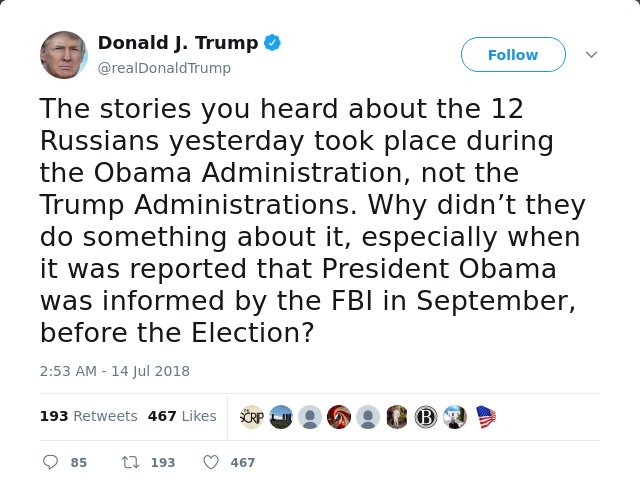 Donald J. Trump
@realDonaldTrump
Follow
The stories you heard about the 12
Russians yesterday took place during
the Obama Administration, not the
Trump Administrations. Why didn’t they
do something about it, especially when
it was reported that President Obama
was informed by the FBI in September,
before the Election?
2:53 AM - 14 Jul 2018
193 Retweets 467 Likes
SCRIP
B
85 193 467